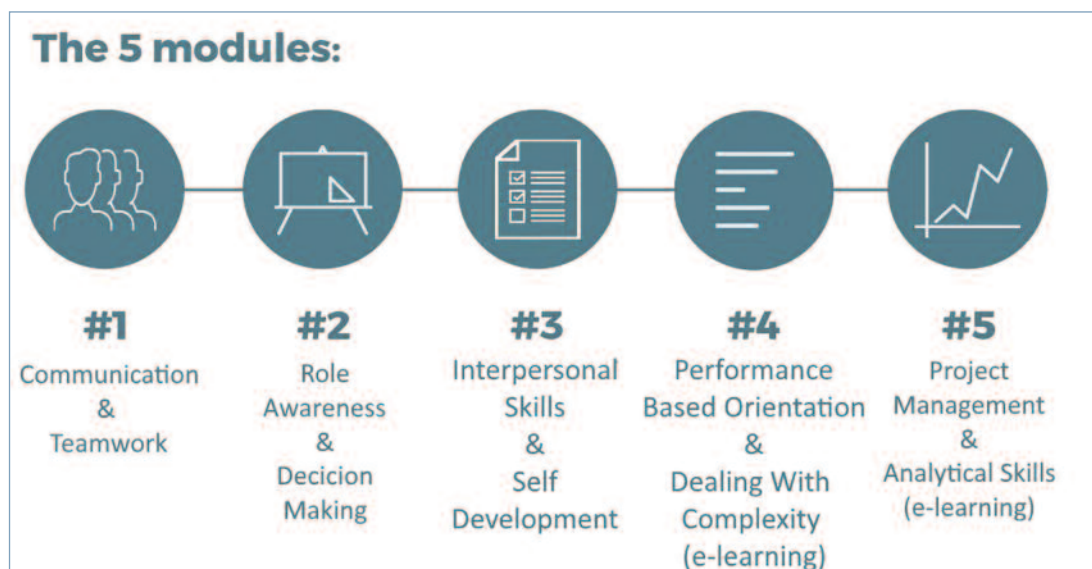 The 5 modules:
#1
Communication
&
Teamwork
#2
Role
Awareness
&
Decicion
Making
#3
Interpersonal
Skills
&
Self
Development
#4
Performance
Based Orientation
&
Dealing With
Complexity
(e-learning)
#5
Project
Management
&
Analytical Skills
(e-learning)